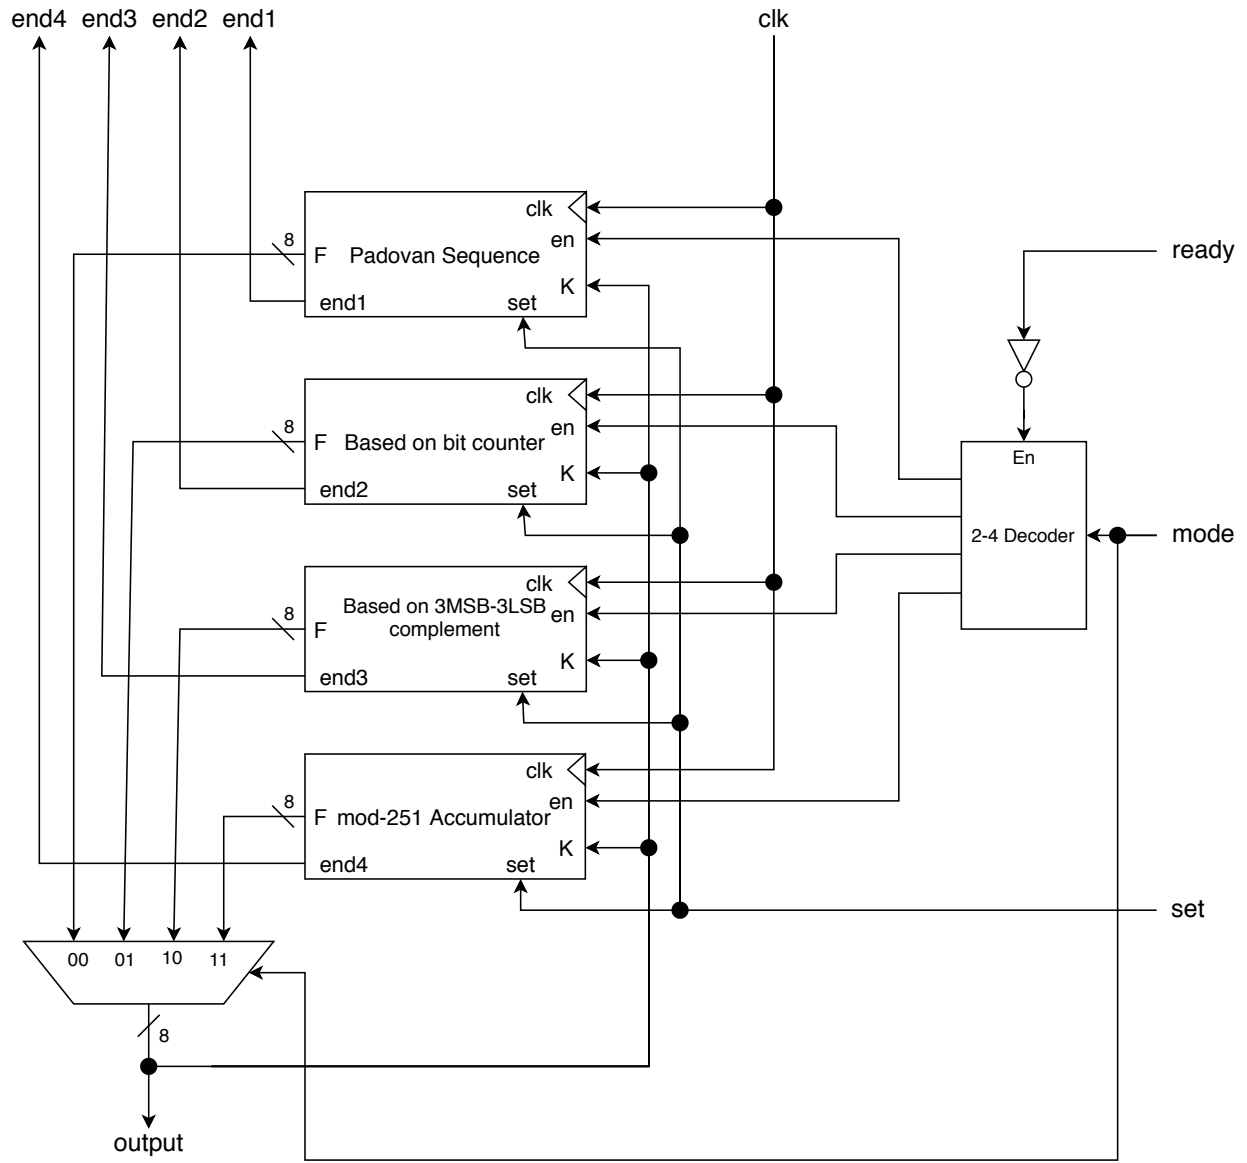 end4 end3 end2 end1 clk
clk
8
en
F Padovan Sequence
K
end1 set
ready
clk
8
en
F Based on bit counter
K
end2 set
En
2-4 Decoder
mode
clk
8
Based on 3MSB-3LSB
en
F complement
K
end3 set
clk
8
en
F mod-251 Accumulator
K
end4 set
set
00 01 10 11
8
output